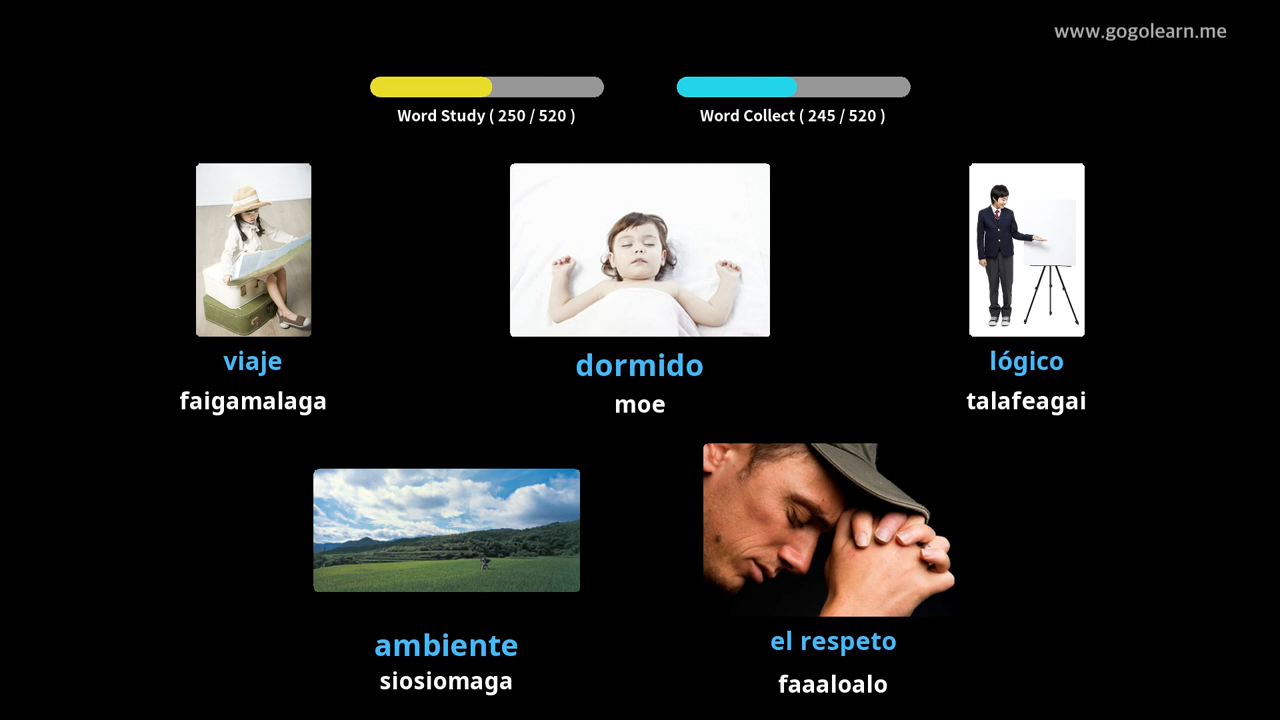 www.gogolearn.me
Word Study ( 250 / 520 )
Word Collect ( 245 / 520 )
viaje
faigamalaga
dormido
moe
lógico
talafeagai
ambiente
siosiomaga
el respeto
faaaloalo